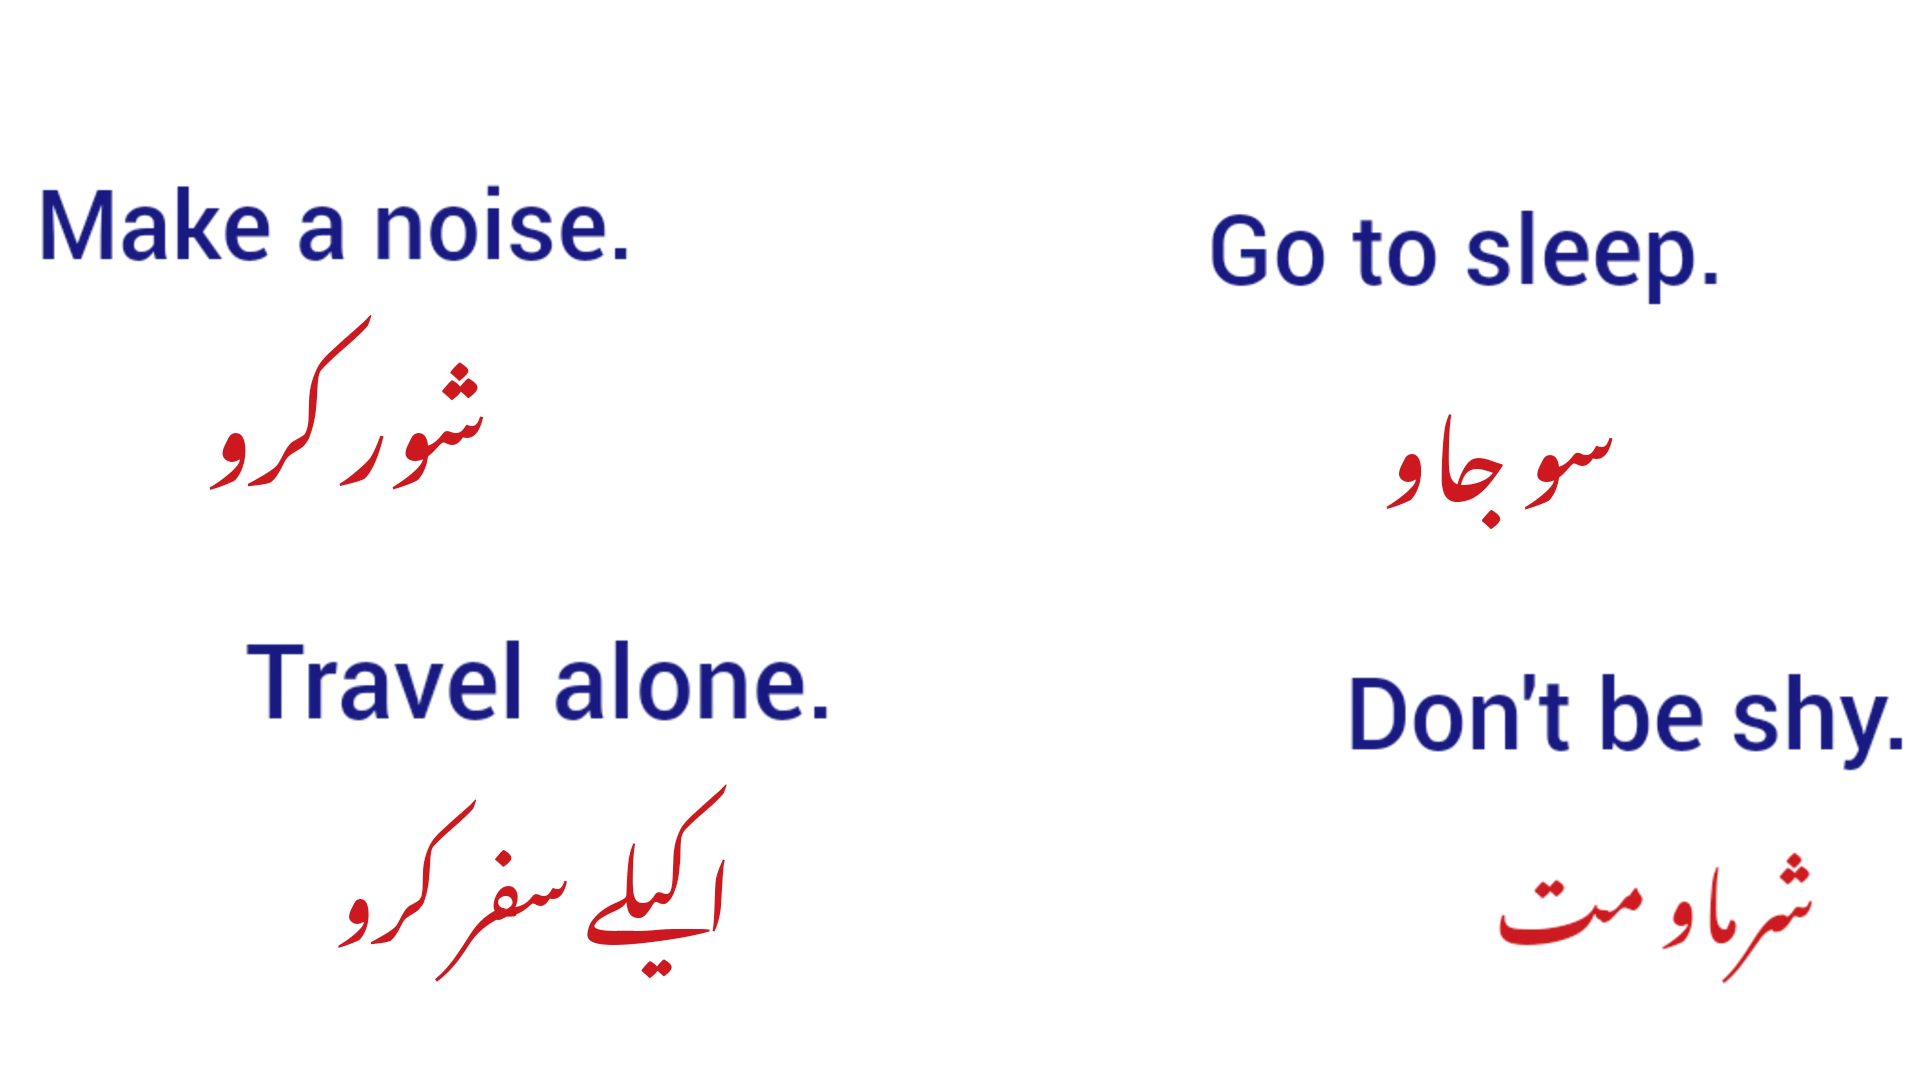 Make a noise.
شور کرو
Go to sleep.
سو جاو
Travel alone.
اکیلے سفر کرو
Don't be shy.
شرماو مت